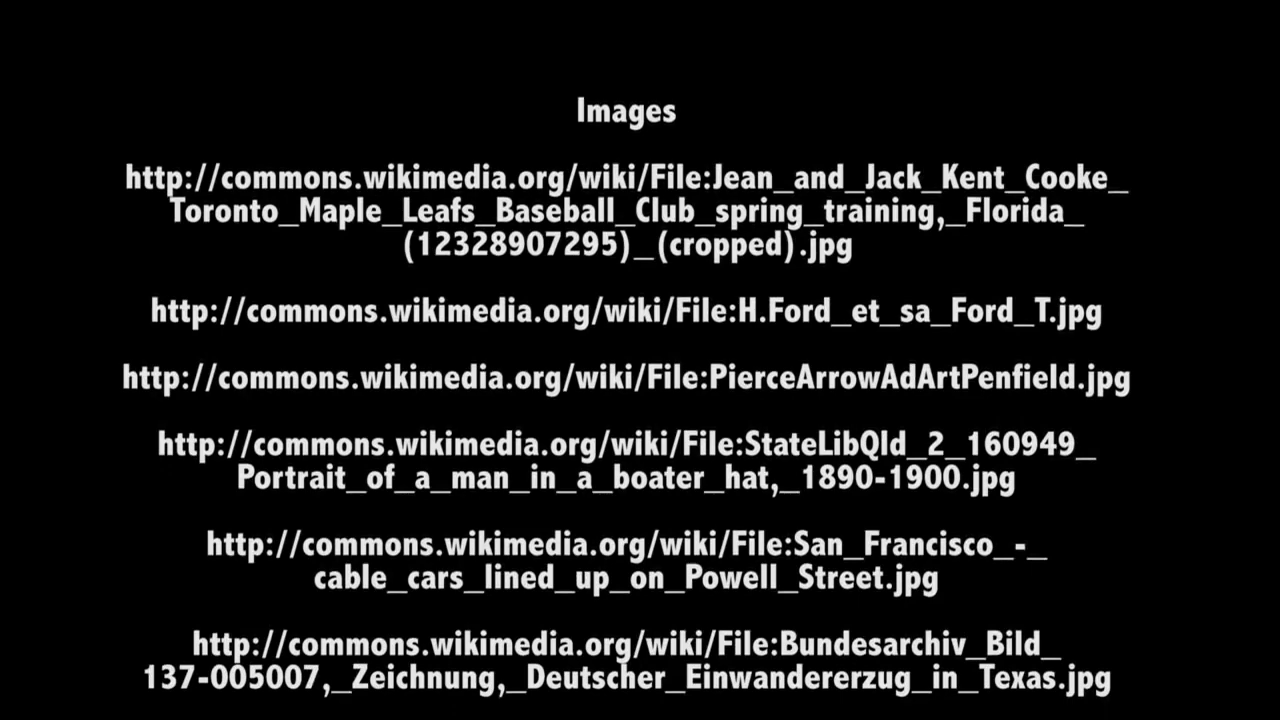 Images
http://commons.wikimedia.org/wiki/File:Jean_and_Jack_Kent_Cooke_
Toronto_Maple_Leafs_Baseball_Club_spring_training,_Florida_
(12328907295)_(cropped).jpg
http://commons.wikimedia.org/wiki/File:H.Ford_et_sa_Ford_T.jpg
http://commons.wikimedia.org/wiki/File:PierceArrowAdArtPenfield.jpg
http://commons.wikimedia.org/wiki/File:StateLibQld_2_160949_
Portrait_of_a_man_in_a_boater_hat,_1890-1900.jpg
http://commons.wikimedia.org/wiki/File:San_Francisco_-_
cable_cars_lined_up_on_Powell_Street.jpg
http://commons.wikimedia.org/wiki/File:Bundesarchiv_Bild_
137-005007,_Zeichnung,_Deutscher_Einwandererzug_in_Texas.jpg